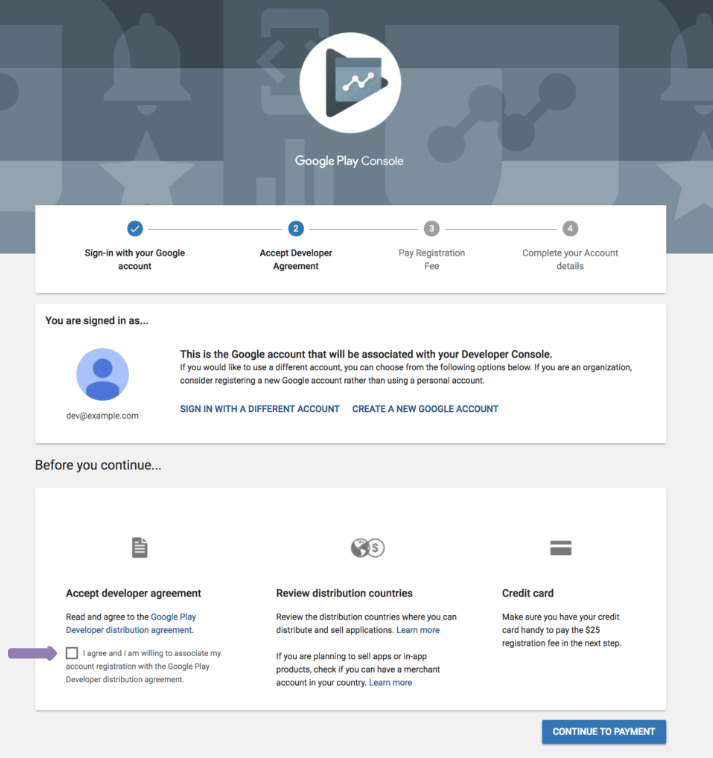 Google Play Console
2
3
4
Sign-in with your Google
account
Accept Developer
Agreement
Pay Registration
Fee
Complete your Account
details
You are signed in as...
dev@example.com
This is the Google account that will be associated with your Developer Console.
If you would like to use a different account, you can choose from the following options below. If you are an organization,
consider registering a new Google account rather than using a personal account.
SIGN IN WITH A DIFFERENT ACCOUNT
CREATE A NEW GOOGLE ACCOUNT
Before you continue...
$
Accept developer agreement
Read and agree to the Google Play
Developer distribution agreement.
I agree and I am willing to associate my
account registration with the Google Play
Developer distribution agreement.
Review distribution countries
Review the distribution countries where you can
distribute and sell applications. Learn more
If you are planning to sell apps or in-app
products, check if you can have a merchant
account in your country. Learn more
Credit card
Make sure you have your credit
card handy to pay the $25
registration fee in the next step.
CONTINUE TO PAYMENT